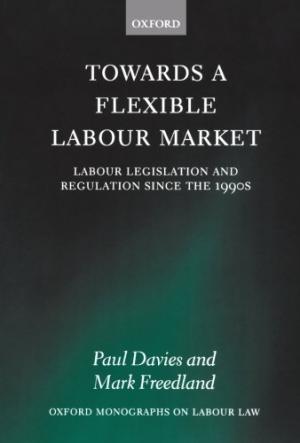 OXFORD
TOWARDS A
FLEXIBLE
LABOUR MARKET
LABOUR LEGISLATION AND
REGULATION SINCE THE 1990S
Paul Davies and
Mark Freedland
OXFORD MONOGRAPHS ON LABOUR LAW